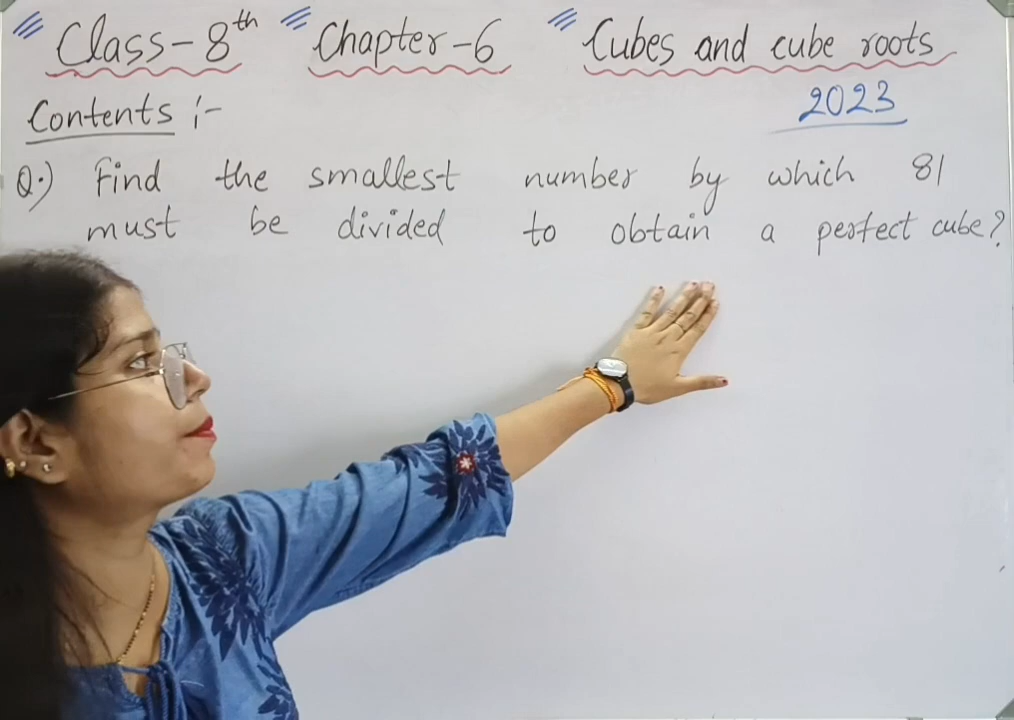 Class-8th Chapter-6 Cubes and cube roots
Contents :- 2023
Q.) Find the smallest number by which 81
must be divided to obtain a perfect cube?